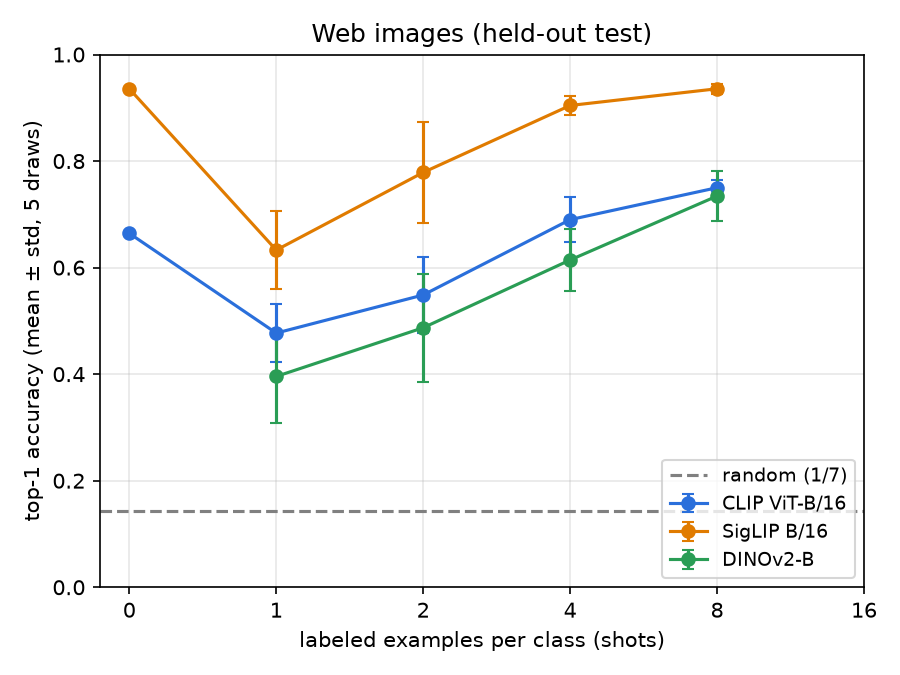 Web images (held-out test)
top-1 accuracy (mean ± std, 5 draws)
1.0
0.8
0.6
0.4
0.2
0.0
0 1 2 4 8 16
labeled examples per class (shots)
random (1/7)
CLIP ViT-B/16
SigLIP B/16
DINOv2-B